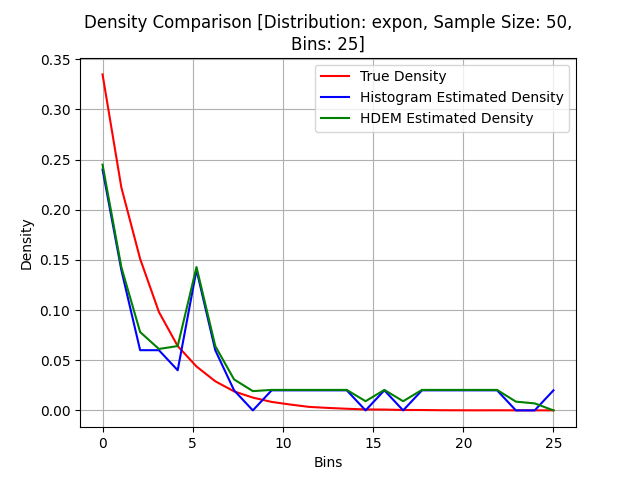 Density Comparison [Distribution: expon, Sample Size: 50,
Bins: 25]
True Density
Histogram Estimated Density
HDEM Estimated Density
Density
0.35
0.30
0.25
0.20
0.15
0.10
0.05
0.00
0 5 10 15 20 25
Bins